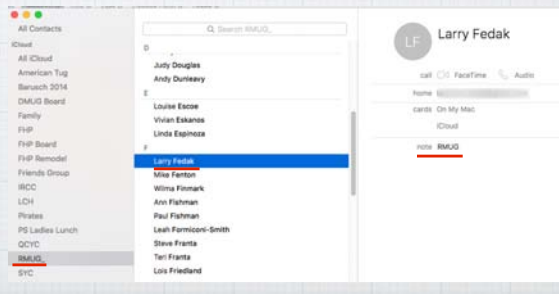 All Contacts
iCloud
All iCloud
American Tug
Barusch 2014
DMUG Board
Family
FHP
FHP Board
FHP Remodel
Friends Group
IRCC
LCH
Pirates
PS Ladies Lunch
QCYC
RMUG_
SYC
Search RMUG_
D
Judy Douglas
Andy Dunleavy
E
Louise Escoe
Vivian Eskanos
Linda Espinoza
F
Larry Fedak
Mike Fenton
Wilma Finmark
Ann Fishman
Paul Fishman
Leah Formiconi-Smith
Steve Franta
Teri Franta
Lois Friedland
LF
Larry Fedak
call FaceTime Audio
home
cards On My Mac
iCloud
note RMUG